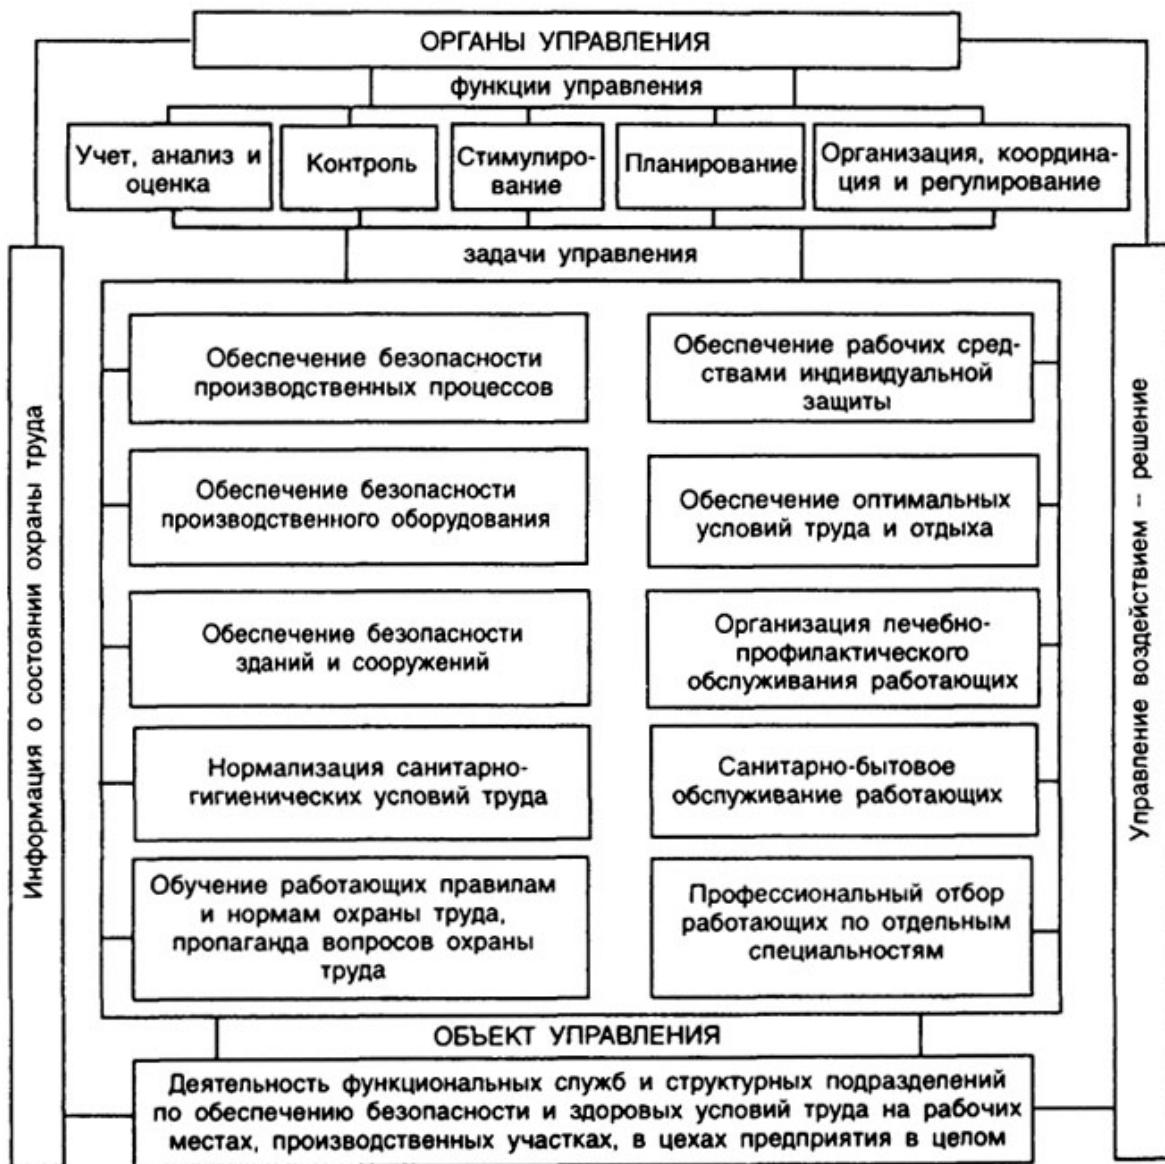 ОРГАНЫ УПРАВЛЕНИЯ
функции управления
Учет, анализ и
оценка
Контроль
Стимулиро-
вание
Планирование
Организация, координа-
ция и регулирование
задачи управления
Информация о состоянии охраны труда
Обеспечение безопасности
производственных процессов
Обеспечение рабочих сред-
ствами индивидуальной
защиты
Обеспечение безопасности
производственного оборудования
Обеспечение оптимальных
условий труда и отдыха
Обеспечение безопасности
зданий и сооружений
Организация лечебно-
профилактического
обслуживания работающих
Нормализация санитарно-
гигиенических условий труда
Санитарно-бытовое
обслуживание работающих
Обучение работающих правилам
и нормам охраны труда,
пропаганда вопросов охраны
труда
Профессиональный отбор
работающих по отдельным
специальностям
Управление воздействием – решение
ОБЪЕКТ УПРАВЛЕНИЯ
Деятельность функциональных служб и структурных подразделений
по обеспечению безопасности и здоровых условий труда на рабочих
местах, производственных участках, в цехах предприятия в целом